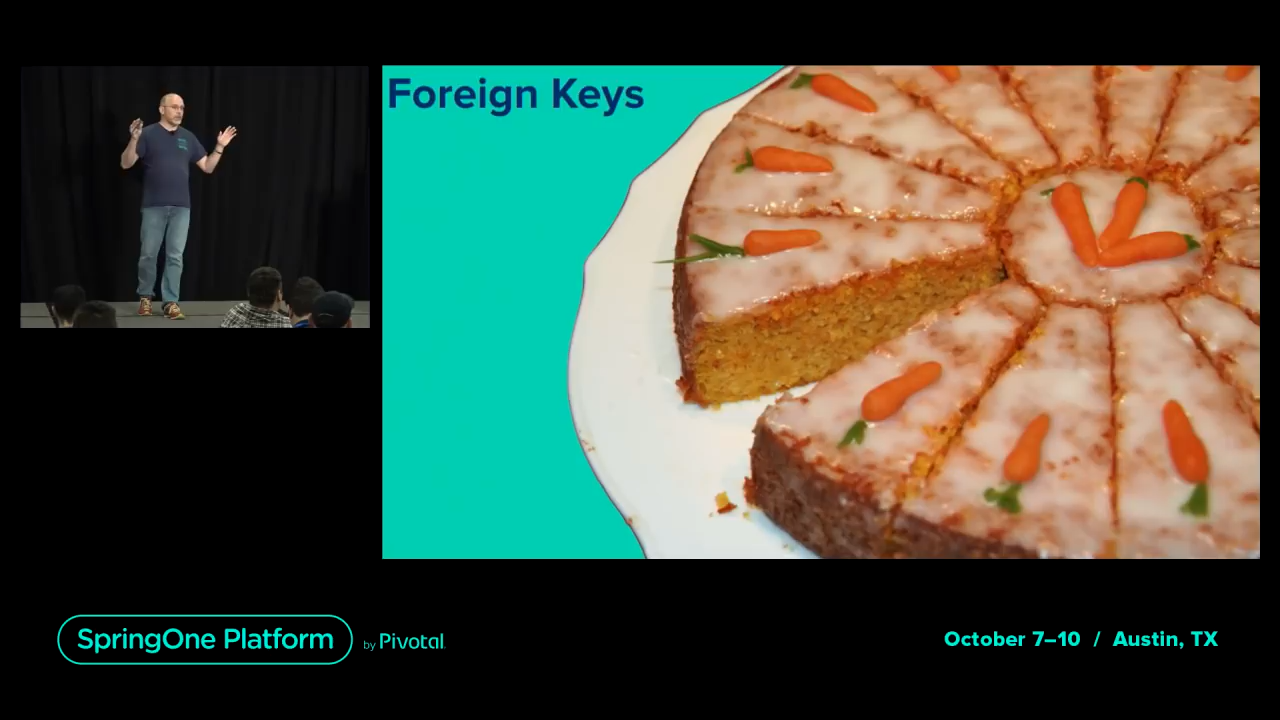 Foreign Keys
SpringOne Platform
by Pivotal
October 7–10 / Austin, TX